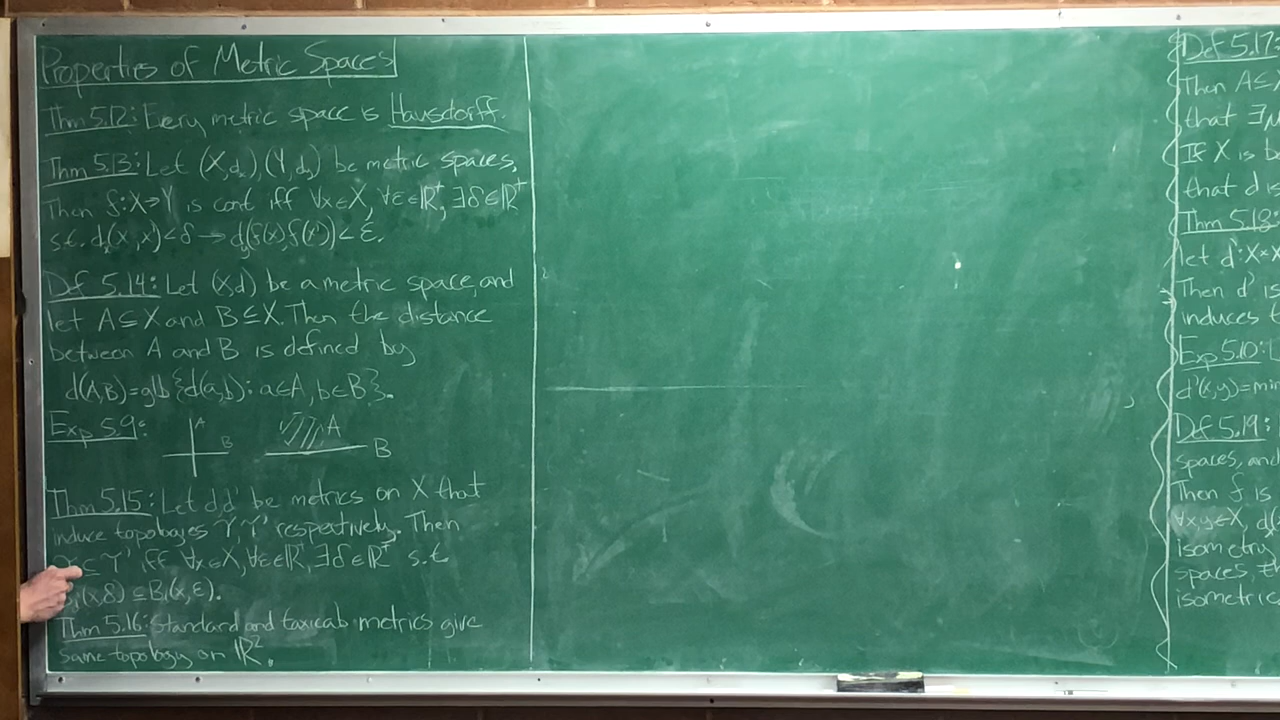 Properties of Metric Spaces
Thm 5.12: Every metric space is Hausdorff.
Thm 5.13: Let (X,dₓ),(Y,dᵧ) be metric spaces.
Then f:X→Y is cont iff ∀x∈X, ∀ε∈ℝ⁺, ∃δ∈ℝ⁺
s.t. dₓ(x,x')<δ → dᵧ(f(x),f(x'))<ε.
Def 5.14: Let (X,d) be a metric space, and
let A⊆X and B⊆X. Then the distance
between A and B is defined by
d(A,B)=glb{d(a,b): a∈A, b∈B}.
Exp 5.9:
A
B
A
B
Thm 5.15: Let d,d' be metrics on X that
induce topologies Υ,Υ' respectively. Then
⊆Υ' iff ∀x∈X, ∀ε∈ℝ⁺, ∃δ∈ℝ⁺ s.t.
(x,δ)⊆B(x,ε).
Thm 5.16: Standard and taxicab metrics give
same topology on ℝ².
Def 5.17:
Then A⊆
that ∃
If X is
that d is
Thm 5.18:
let d':X×X
Then d' is
induces
Exp 5.10:
d'(x,y)=min
Def 5.19:
spaces, and
Then f is
∀x,y∈X, d(
isometry
spaces,
isometric